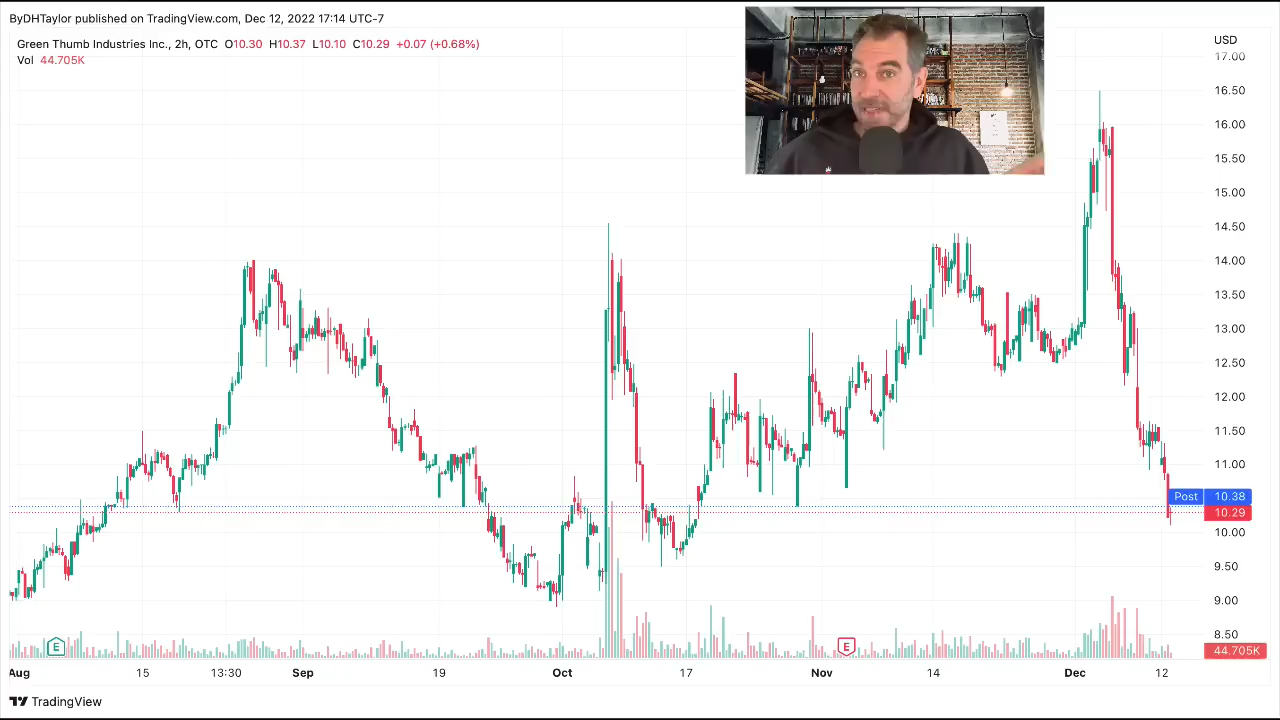 ByDHTaylor published on TradingView.com, Dec 12, 17:14 UTC-7
Industries Inc., 2h, OTC O10.30 H10.37 L10.10 C10.29 +0.07 (+0.68%)
Vol 44.705K
USD
17.00
16.50
16.00
15.50
15.00
14.50
14.00
13.50
13.00
12.50
12.00
11.50
11.00
Post 10.38
10.29
10.00
9.50
9.00
8.50
44.705K
E
E
Aug 15 13:30 Sep 19 Oct 17 Nov 14 Dec 12
TradingView